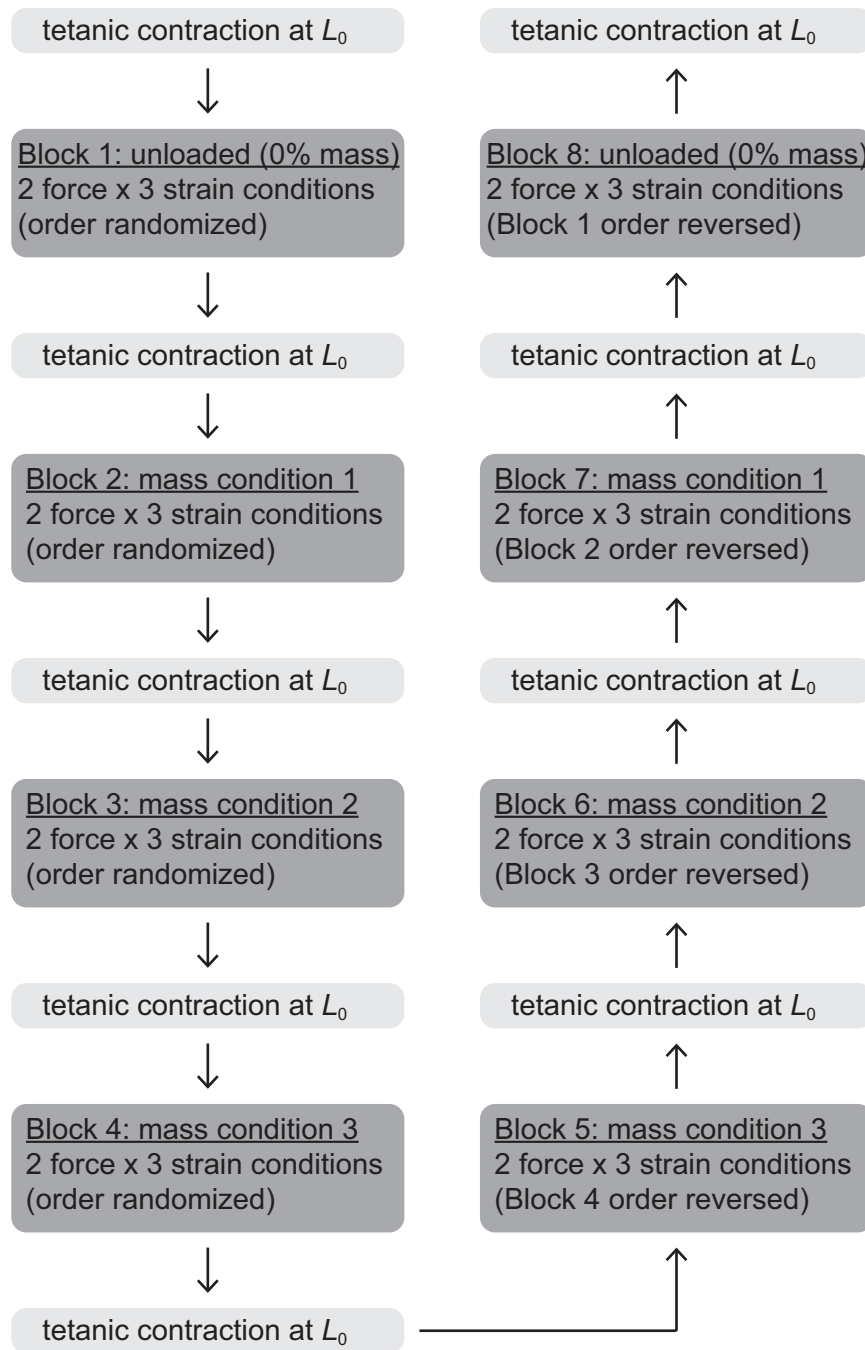 tetanic contraction at L0
Block 1: unloaded (0% mass)
2 force x 3 strain conditions
(order randomized)
tetanic contraction at L0
Block 2: mass condition 1
2 force x 3 strain conditions
(order randomized)
tetanic contraction at L0
Block 3: mass condition 2
2 force x 3 strain conditions
(order randomized)
tetanic contraction at L0
Block 4: mass condition 3
2 force x 3 strain conditions
(order randomized)
tetanic contraction at L0
Block 5: mass condition 3
2 force x 3 strain conditions
(Block 4 order reversed)
tetanic contraction at L0
Block 6: mass condition 2
2 force x 3 strain conditions
(Block 3 order reversed)
tetanic contraction at L0
Block 7: mass condition 1
2 force x 3 strain conditions
(Block 2 order reversed)
tetanic contraction at L0
Block 8: unloaded (0% mass)
2 force x 3 strain conditions
(Block 1 order reversed)
tetanic contraction at L0